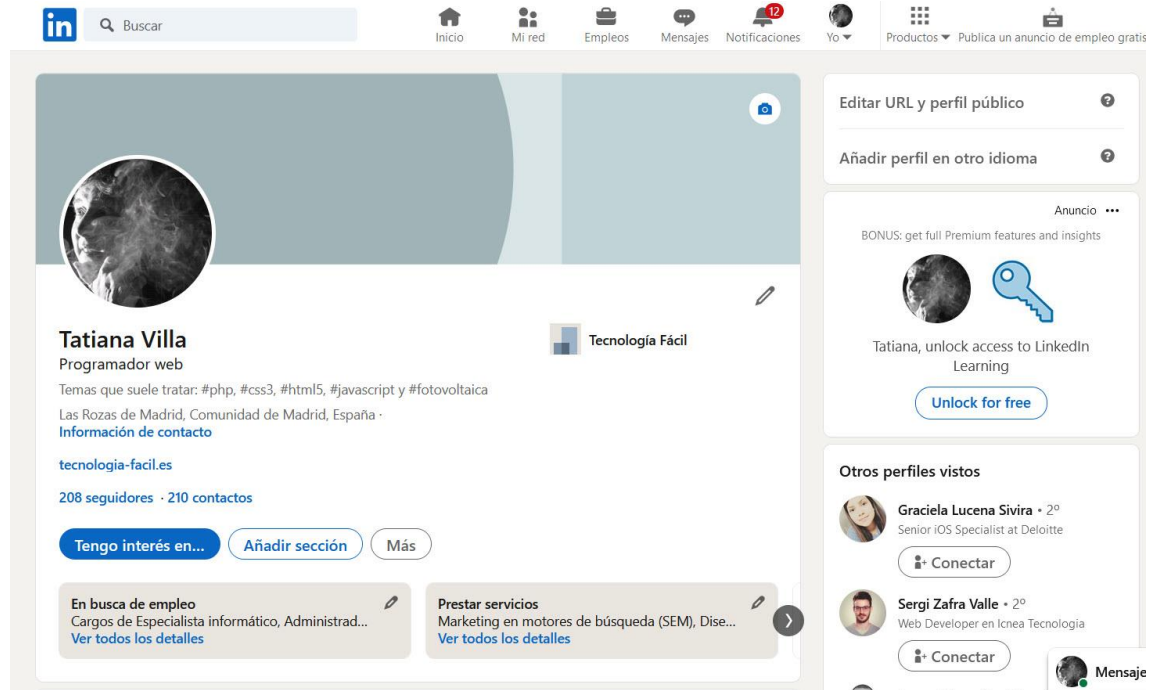 in
Buscar
Inicio
Mi red
Empleos
Mensajes
12
Notificaciones
Yo
Productos
Publica un anuncio de empleo gratis
Tatiana Villa
Programador web
Temas que suele tratar: #php, #css3, #html5, #javascript y #fotovoltaica
Las Rozas de Madrid, Comunidad de Madrid, España ·
Información de contacto
tecnologia-facil.es
208 seguidores · 210 contactos
Tengo interés en...
Añadir sección
Más
Tecnología Fácil
En busca de empleo
Cargos de Especialista informático, Administrad...
Ver todos los detalles
Prestar servicios
Marketing en motores de búsqueda (SEM), Dise...
Ver todos los detalles
Editar URL y perfil público
?
Añadir perfil en otro idioma
?
Anuncio •••
BONUS: get full Premium features and insights
Tatiana, unlock access to LinkedIn
Learning
Unlock for free
Otros perfiles vistos
Graciela Lucena Sivira • 2º
Senior iOS Specialist at Deloitte
Conectar
Sergi Zafra Valle • 2º
Web Developer en Icnea Tecnologia
Conectar
Mensaje